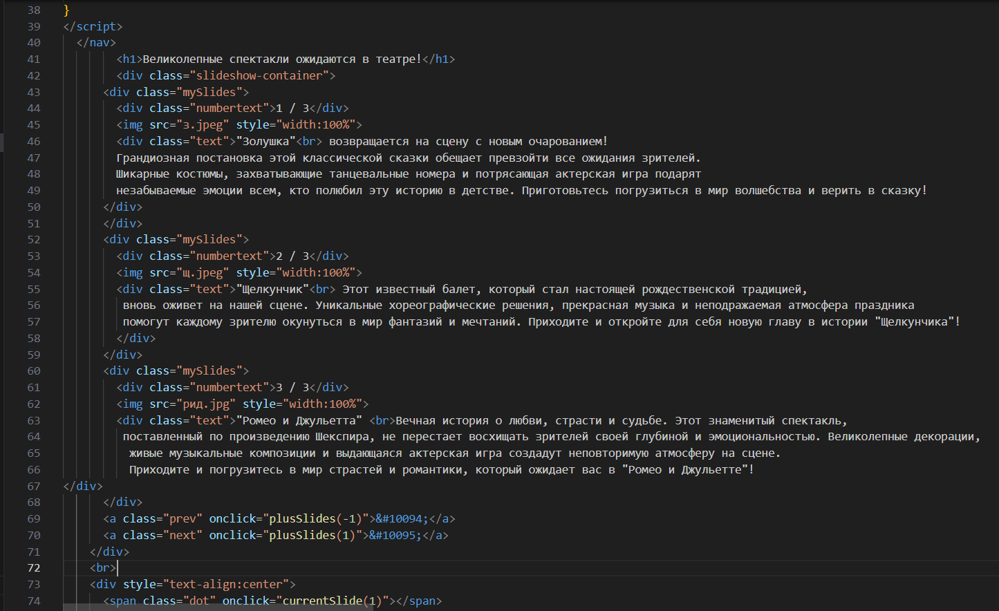 38 }
39 </script>
40 </nav>
41 <h1>Великолепные спектакли ожидаются в театре!</h1>
42 <div class="slideshow-container">
43 <div class="mySlides">
44 <div class="numbertext">1 / 3</div>
45 <img src="з.jpeg" style="width:100%">
46 <div class="text">"Золушка"<br> возвращается на сцену с новым очарованием!
47 Грандиозная постановка этой классической сказки обещает превзойти все ожидания зрителей.
48 Шикарные костюмы, захватывающие танцевальные номера и потрясающая актерская игра подарят
49 незабываемые эмоции всем, кто полюбил эту историю в детстве. Приготовьтесь погрузиться в мир волшебства и верить в сказку!
50 </div>
51 </div>
52 <div class="mySlides">
53 <div class="numbertext">2 / 3</div>
54 <img src="щ.jpeg" style="width:100%">
55 <div class="text">"Щелкунчик"<br> Этот известный балет, который стал настоящей рождественской традицией,
56 вновь оживет на нашей сцене. Уникальные хореографические решения, прекрасная музыка и неподражаемая атмосфера праздника
57 помогут каждому зрителю окунуться в мир фантазий и мечтаний. Приходите и откройте для себя новую главу в истории "Щелкунчика"!
58 </div>
59 </div>
60 <div class="mySlides">
61 <div class="numbertext">3 / 3</div>
62 <img src="рид.jpg" style="width:100%">
63 <div class="text">"Ромео и Джульетта" <br>Вечная история о любви, страсти и судьбе. Этот знаменитый спектакль,
64 поставленный по произведению Шекспира, не перестает восхищать зрителей своей глубиной и эмоциональностью. Великолепные декорации,
65 живые музыкальные композиции и выдающаяся актерская игра создадут неповторимую атмосферу на сцене.
66 Приходите и погрузитесь в мир страстей и романтики, который ожидает вас в "Ромео и Джульетте"!
67 </div>
68 </div>
69 <a class="prev" onclick="plusSlides(-1)">&#10094;</a>
70 <a class="next" onclick="plusSlides(1)">&#10095;</a>
71 </div>
72 <br>
73 <div style="text-align:center">
74 <span class="dot" onclick="currentSlide(1)"></span>